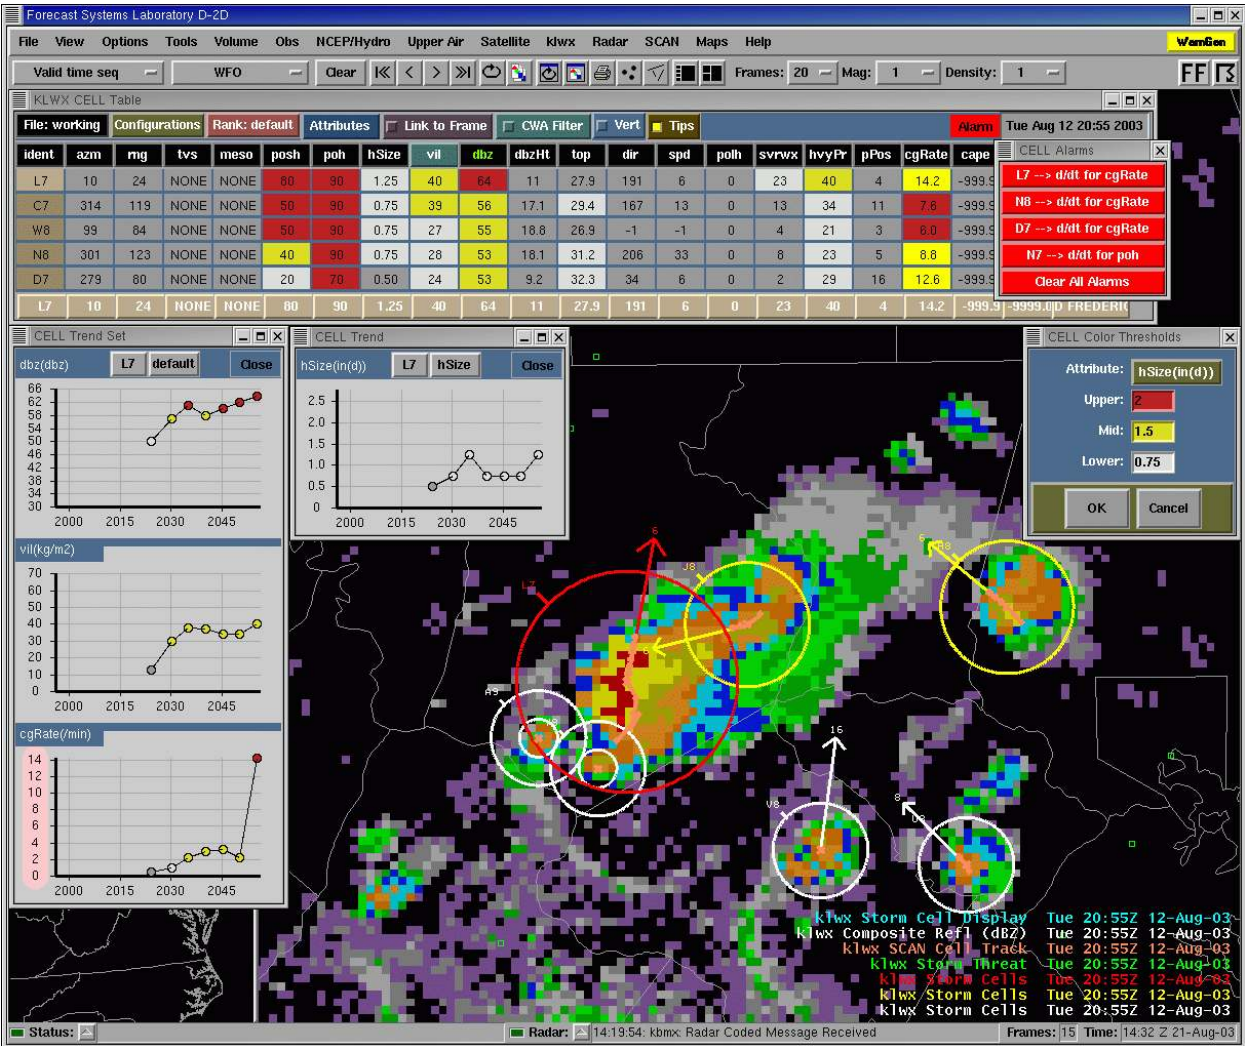 Forecast Systems Laboratory D-2D
File View Options Tools Volume Obs NCEP/Hydro Upper Air Satellite klwx Radar SCAN Maps Help WarnGen
Valid time seq WFO Clear Frames: 20 Mag: 1 Density: 1 FF
KLWX CELL Table
File: working Configurations Rank: default Attributes Link to Frame CWA Filter Vert Tips Alarm Tue Aug 12 20:55 2003
ident azm rng tvs meso posh poh hSize vil dbz dbzHt top dir spd polh svrwx hvyPr pPos cgRate cape
L7 10 24 NONE NONE 80 90 1.25 40 64 11 27.9 191 6 0 23 40 4 14.2 -999.9
C7 314 119 NONE NONE 50 90 0.75 39 56 17.1 29.4 167 13 0 13 34 11 7.6 -999.9
W8 99 84 NONE NONE 50 90 0.75 27 55 18.8 26.9 -1 -1 0 4 21 3 6.0 -999.9
N8 301 123 NONE NONE 40 90 0.75 28 53 18.1 31.2 206 33 0 8 23 5 8.8 -999.9
D7 279 80 NONE NONE 20 70 0.50 24 53 9.2 32.3 34 6 0 2 29 16 12.6 -999.9
L7 10 24 NONE NONE 80 90 1.25 40 64 11 27.9 191 6 0 23 40 4 14.2 -999.9 -9999.0 D FREDERIC
CELL Alarms
L7 --> d/dt for cgRate
N8 --> d/dt for cgRate
D7 --> d/dt for cgRate
N7 --> d/dt for poh
Clear All Alarms
CELL Trend Set
dbz(dbz) L7 default Close
66
62
58
54
50
46
42
38
34
30
2000 2015 2030 2045
vil(kg/m2)
70
60
50
40
30
20
10
0
2000 2015 2030 2045
cgRate(/min)
14
12
10
8
6
4
2
0
2000 2015 2030 2045
CELL Trend
hSize(in(d)) L7 hSize Close
2.5
2.0
1.5
1.0
0.5
0
2000 2015 2030 2045
CELL Color Thresholds
Attribute: hSize(in(d))
Upper: 2
Mid: 1.5
Lower: 0.75
OK Cancel
6
J8
L7
6
A9
16
V8
8
klwx Storm Cell Display Tue 20:55Z 12-Aug-03
klwx Composite Refl (dBZ) Tue 20:55Z 12-Aug-03
klwx SCAN Cell Track Tue 20:55Z 12-Aug-03
klwx Storm Threat Tue 20:55Z 12-Aug-03
klwx Storm Cells Tue 20:55Z 12-Aug-03
klwx Storm Cells Tue 20:55Z 12-Aug-03
klwx Storm Cells Tue 20:55Z 12-Aug-03
Status: Radar: 14:19:54: kbmx: Radar Coded Message Received Frames: 15 Time: 14:32 Z 21-Aug-03